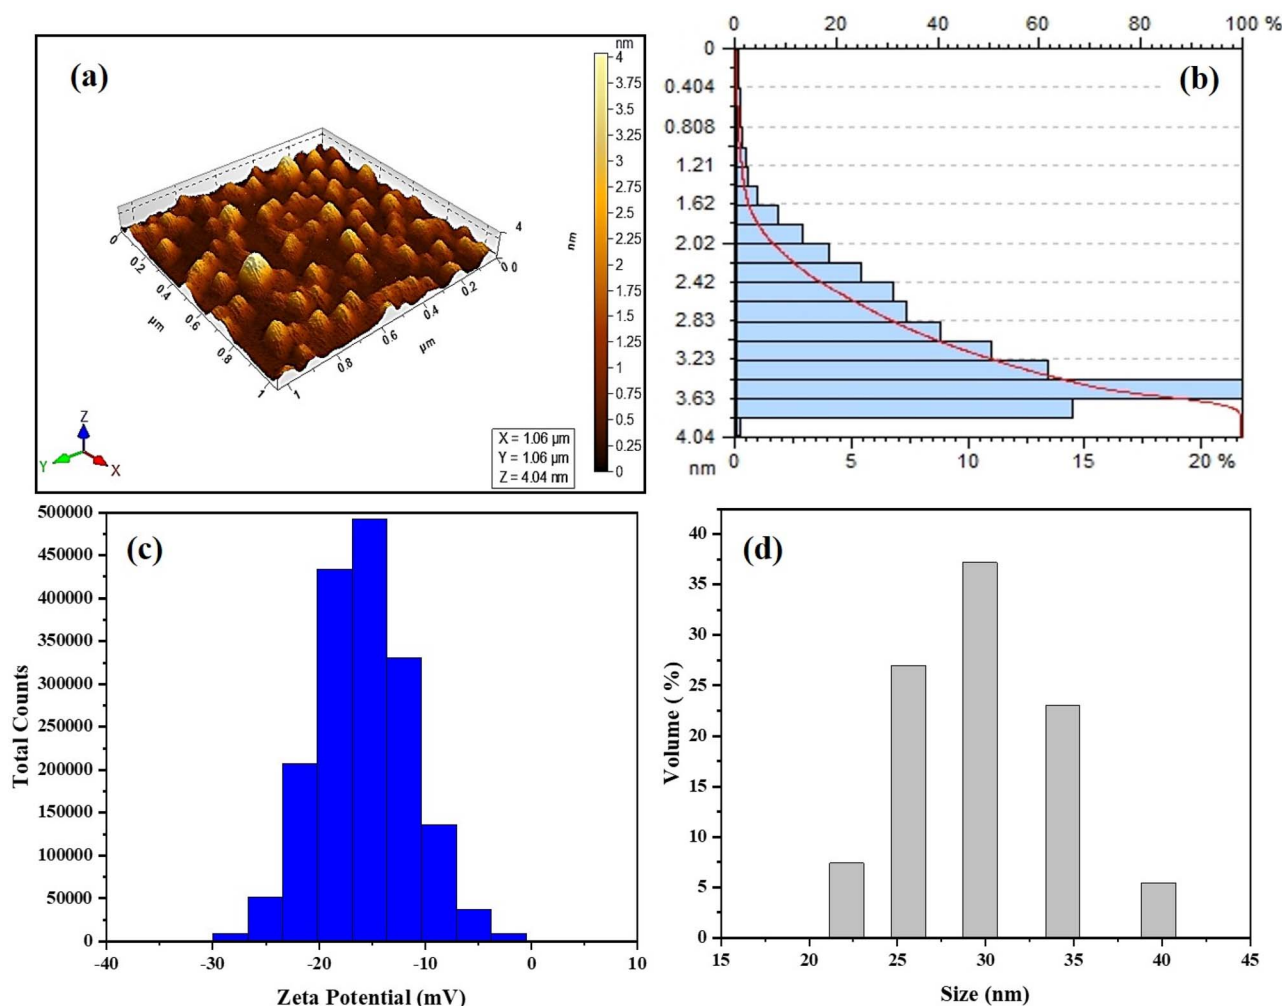 (a)
nm
4
3.75
3.5
3.25
3
2.75
2.5
2.25
2
1.75
1.5
1.25
1
0.75
0.5
0.25
0
4
nm
0
0
0.2
0.4
0.6
0.8
1
µm
0
0.2
0.4
0.6
0.8
1
µm
Z
Y
X
X = 1.06 µm
Y = 1.06 µm
Z = 4.04 nm
0 20 40 60 80 100 %
(b)
0
0.404
0.808
1.21
1.62
2.02
2.42
2.83
3.23
3.63
4.04
nm 0 5 10 15 20 %
(c)
Total Counts
500000
450000
400000
350000
300000
250000
200000
150000
100000
50000
0
-40 -30 -20 -10 0 10
Zeta Potential (mV)
(d)
Volume ( %)
40
35
30
25
20
15
10
5
0
15 20 25 30 35 40 45
Size (nm)